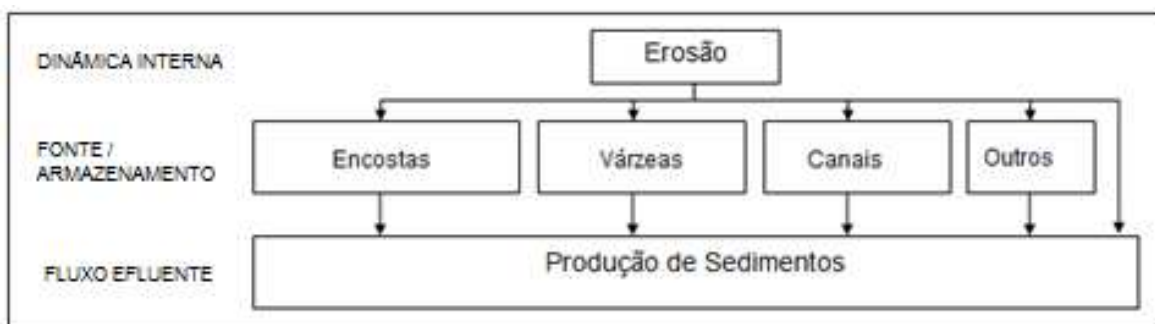 DINÂMICA INTERNA
Erosão
FONTE /
ARMAZENAMENTO
Encostas
Várzeas
Canais
Outros
FLUXO EFLUENTE
Produção de Sedimentos